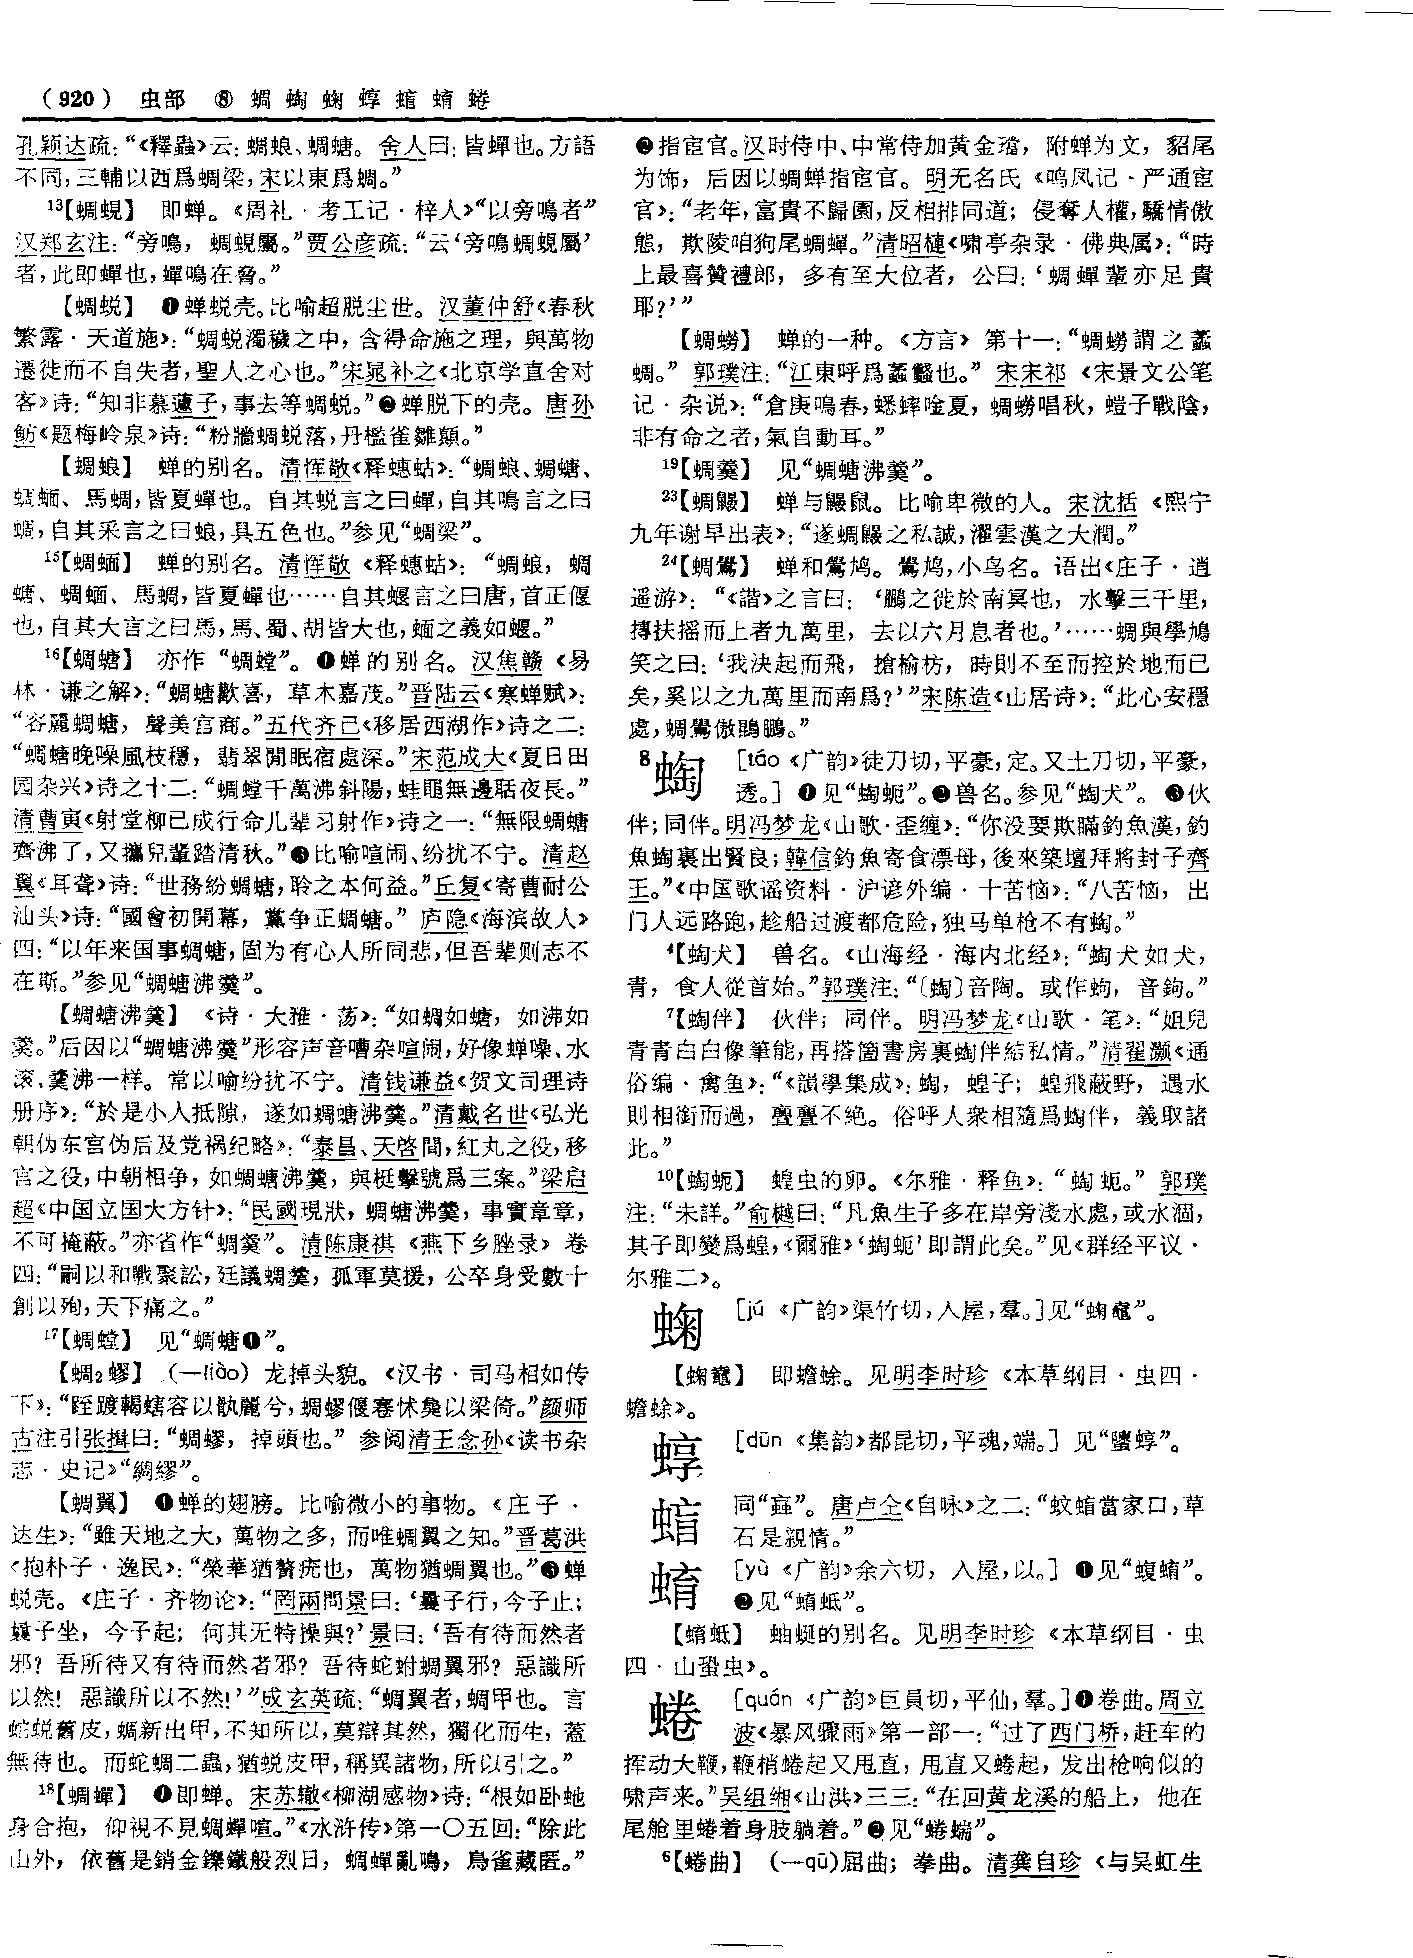 （920） 虫部 ⑧ 蜩 蜪 䗇 蜳 蝖 蜟 蜷
孔颖达疏：“《釋蟲》云：蜩蜋、蜩螗。舍人曰：皆蟬也。方語
不同，三輔以西爲蜩梁，宋以東爲蜩。”
13【蜩蜺】 即蝉。《周礼·考工记·梓人》“以旁鳴者”
汉郑玄注：“旁鳴，蜩蜺屬。”贾公彦疏：“云‘旁鳴蜩蜺屬’
者，此即蟬也，蟬鳴在脅。”
【蜩蜕】 ❶蝉蜕壳。比喻超脱尘世。汉董仲舒《春秋
繁露·天道施》：“蜩蜕濁穢之中，含得命施之理，與萬物
遷徙而不自失者，聖人之心也。”宋晁补之《北京学直舍对
客》诗：“知非慕蘧子，事去等蜩蜕。”❷蝉脱下的壳。唐孙
魴《题梅岭泉》诗：“粉牆蜩蜕落，丹檻雀雛顛。”
【蜩蜋】 蝉的别名。清恽敬《释蟪蛄》：“蜩蜋、蜩螗、
蜩蝒、馬蜩，皆夏蟬也。自其蜕言之曰蟬，自其鳴言之曰
蜩，自其采言之曰蜋，具五色也。”参见“蜩梁”。
15【蜩蝒】 蝉的别名。清恽敬《释蟪蛄》：“蜩蜋，蜩
螗、蜩蝒、馬蜩，皆夏蟬也……自其蝘言之曰唐，首正偃
也，自其大言之曰馬，馬、蜀、胡皆大也，蝒之義如蝘。”
16【蜩螗】 亦作“蜩螳”。❶蝉的别名。汉焦赣《易
林·谦之解》：“蜩螗歡喜，草木嘉茂。”晋陆云《寒蝉赋》：
“容麗蜩螗，聲美宫商。”五代齐己《移居西湖作》诗之二：
“蜩螗晚噪風枝穩，翡翠閒眠宿處深。”宋范成大《夏日田
园杂兴》诗之十二：“蜩螳千萬沸斜陽，蛙黽無邊聒夜長。”
清曹寅《射堂柳已成行命儿辈习射作》诗之一：“無限蜩螗
齊沸了，又攜兒輩踏清秋。”❷比喻喧闹、纷扰不宁。清赵
翼《耳聋》诗：“世務紛蜩螗，聆之本何益。”丘复《寄曹耐公
汕头》诗：“國會初開幕，黨争正蜩螗。”庐隐《海滨故人》
四：“以年来国事蜩螗，固为有心人所同悲，但吾辈则志不
在斯。”参见“蜩螗沸羹”。
【蜩螗沸羹】 《诗·大雅·荡》：“如蜩如螗，如沸如
羹。”后因以“蜩螗沸羹”形容声音嘈杂喧闹，好像蝉噪、水
滚、羹沸一样。常以喻纷扰不宁。清钱谦益《贺文司理诗
册序》：“於是小人抵隙，遂如蜩螗沸羹。”清戴名世《弘光
朝伪东宫伪后及党祸纪略》：“泰昌、天啓間，紅丸之役，移
宫之役，中朝相争，如蜩螗沸羹，與梃擊號爲三案。”梁启
超《中国立国大方针》：“民國現狀，蜩螗沸羹，事實章章，
不可掩蔽。”亦省作“蜩羹”。清陈康祺《燕下乡脞录》卷
四：“嗣以和戰聚訟，廷議蜩羹，孤軍莫援，公卒身受數十
創以殉，天下痛之。”
17【蜩螳】 见“蜩螗❶”。
【蜩₂蟉】 （—liào）龙掉头貌。《汉书·司马相如传
下》：“跮踱輵螛容以骩麗兮，蜩蟉偃蹇怵㚟以梁倚。”颜师
古注引张揖曰：“蜩蟉，掉頭也。”参阅清王念孙《读书杂
志·史记》“綢繆”。
【蜩翼】 ❶蝉的翅膀。比喻微小的事物。《庄子·
达生》：“雖天地之大，萬物之多，而唯蜩翼之知。”晋葛洪
《抱朴子·逸民》：“榮華猶贅疣也，萬物猶蜩翼也。”❷蝉
蜕壳。《庄子·齐物论》：“罔兩問景曰：‘曩子行，今子止；
曩子坐，今子起；何其无特操與？’景曰：‘吾有待而然者
邪？吾所待又有待而然者邪？吾待蛇蚹蜩翼邪？惡識所
以然！惡識所以不然！’”成玄英疏：“蜩翼者，蜩甲也。言
蛇蜕舊皮，蜩新出甲，不知所以，莫辯其然，獨化而生，蓋
無待也。而蛇蜩二蟲，猶蜕皮甲，稱異諸物，所以引之。”
18【蜩蟬】 ❶即蝉。宋苏辙《柳湖感物》诗：“根如卧虵
身合抱，仰視不見蜩蟬喧。”《水浒传》第一〇五回：“除此
山外，依舊是銷金鑠鐵般烈日，蜩蟬亂鳴，鳥雀藏匿。”
❷指宦官。汉时侍中、中常侍加黄金璫，附蝉为文，貂尾
为饰，后因以蜩蝉指宦官。明无名氏《鸣凤记·严通宦
官》：“老年，富貴不歸園，反相排同道；侵奪人權，驕情傲
態，欺陵咱狗尾蜩蟬。”清昭槤《啸亭杂录·佛典属》：“時
上最喜贊禮郎，多有至大位者，公曰：‘蜩蟬輩亦足貴
耶？’”
【蜩蟧】 蝉的一种。《方言》第十一：“蜩蟧謂之蓋
蜩。”郭璞注：“江東呼爲蓋蠽也。”宋宋祁《宋景文公笔
记·杂说》：“倉庚鳴春，蟋蟀唫夏，蜩蟧唱秋，螘子戰陰，
非有命之者，氣自動耳。”
19【蜩羹】 见“蜩螗沸羹”。
23【蜩鼹】 蝉与鼹鼠。比喻卑微的人。宋沈括《熙宁
九年谢早出表》：“遂蜩鼹之私誠，濯雲漢之大潤。”
24【蜩鷽】 蝉和鷽鸠。鷽鸠，小鸟名。语出《庄子·逍
遥游》：“《諧》之言曰：‘鵬之徙於南冥也，水擊三千里，
摶扶摇而上者九萬里，去以六月息者也。’……蜩與學鳩
笑之曰：‘我決起而飛，搶榆枋，時則不至而控於地而已
矣，奚以之九萬里而南爲？’”宋陈造《山居诗》：“此心安穩
處，蜩鷽傲鵾鵬。”
8蜪 ［táo《广韵》徒刀切，平豪，定。又土刀切，平豪，
透。］❶见“蜪蚅”。❷兽名。参见“蜪犬”。❸伙
伴；同伴。明冯梦龙《山歌·歪缠》：“你没要欺瞞釣魚漢，釣
魚蜪裏出賢良；韓信釣魚寄食漂母，後來築壇拜將封子齊
王。”《中国歌谣资料·沪谚外编·十苦恼》：“八苦恼，出
门人远路跑，趁船过渡都危险，独马单枪不有蜪。”
4【蜪犬】 兽名。《山海经·海内北经》：“蜪犬如犬，
青，食人從首始。”郭璞注：“〔蜪〕音陶。或作蚼，音鉤。”
7【蜪伴】 伙伴；同伴。明冯梦龙《山歌·笔》：“姐兒
青青白白像筆能，再搭箇書房裏蜪伴結私情。”清翟灏《通
俗编·禽鱼》：“《韻學集成》：蜪，蝗子；蝗飛蔽野，遇水
則相銜而過，亹亹不絶。俗呼人衆相隨爲蜪伴，義取諸
此。”
10【蜪蚅】 蝗虫的卵。《尔雅·释鱼》：“蜪蚅。”郭璞
注：“未詳。”俞樾曰：“凡魚生子多在岸旁淺水處，或水涸，
其子即變爲蝗，《爾雅》‘蜪蚅’即謂此矣。”见《群经平议·
尔雅二》。
䗇 ［jú《广韵》渠竹切，入屋，羣。］见“䗇𪓰”。
【䗇𪓰】 即蟾蜍。见明李时珍《本草纲目·虫四·
蟾蜍》。
蜳 ［dūn《集韵》都昆切，平魂，端。］见“螴蜳”。
同“蝱”。唐卢仝《自咏》之二：“蚊蝖當家口，草
石是親情。”
蜟 ［yù《广韵》余六切，入屋，以。］❶见“蝮蜟”。
❷见“蜟蚳”。
【蜟蚳】 蚰蜒的别名。见明李时珍《本草纲目·虫
四·山蛩虫》。
蜷 ［quán《广韵》巨員切，平仙，羣。］❶卷曲。周立
波《暴风骤雨》第一部一：“过了西门桥，赶车的
挥动大鞭，鞭梢蜷起又甩直，甩直又蜷起，发出枪响似的
啸声来。”吴组缃《山洪》三三：“在回黄龙溪的船上，他在
尾舱里蜷着身肢躺着。”❷见“蜷蜿”。
6【蜷曲】 （—qū）屈曲；拳曲。清龚自珍《与吴虹生